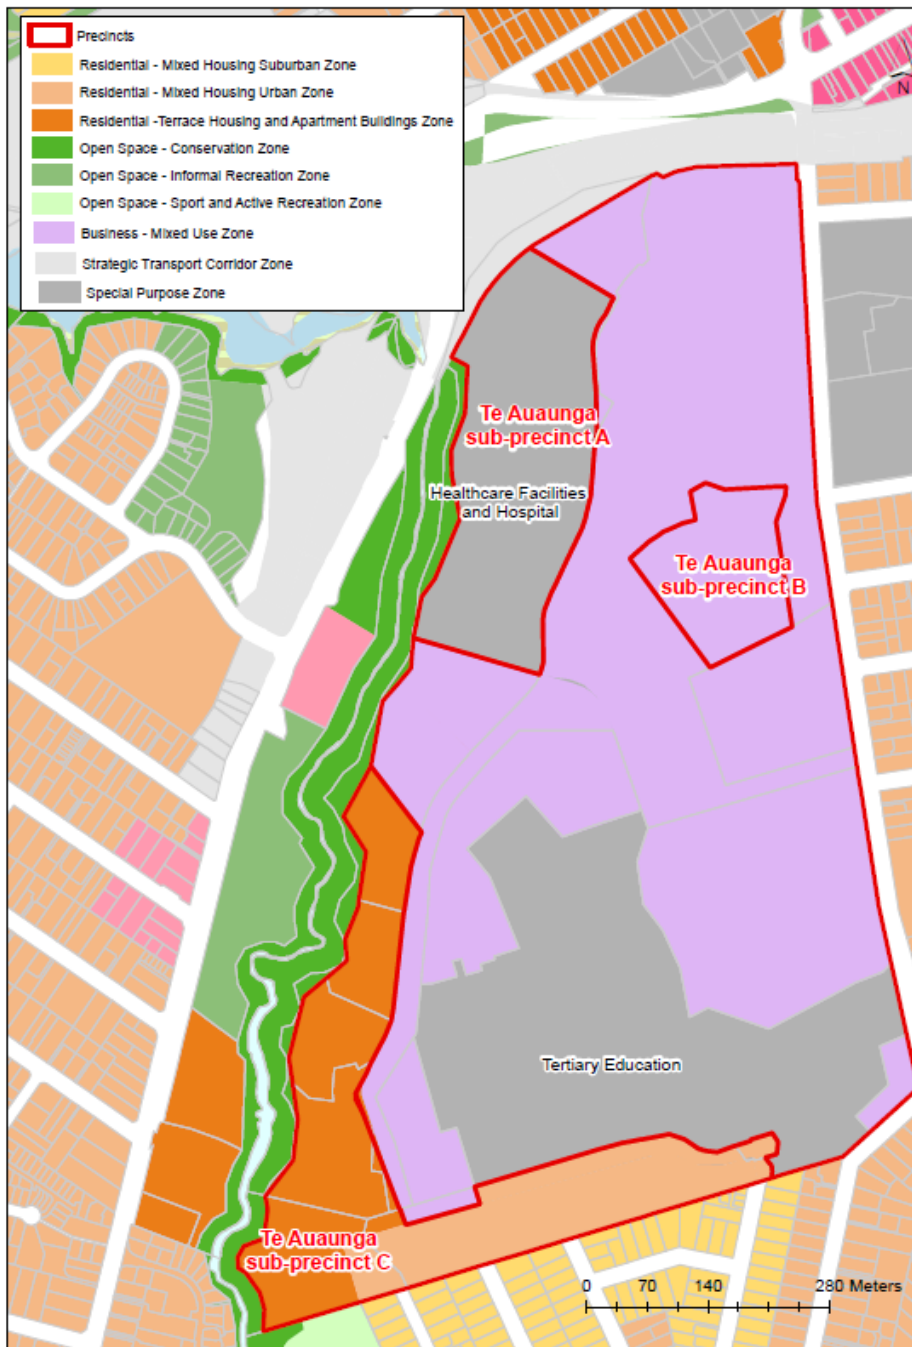 Precincts
Residential - Mixed Housing Suburban Zone
Residential - Mixed Housing Urban Zone
Residential -Terrace Housing and Apartment Buildings Zone
Open Space - Conservation Zone
Open Space - Informal Recreation Zone
Open Space - Sport and Active Recreation Zone
Business - Mixed Use Zone
Strategic Transport Corridor Zone
Special Purpose Zone
N
Te Auaunga
sub-precinct A
Healthcare Facilities
and Hospital
Te Auaunga
sub-precinct B
Tertiary Education
Te Auaunga
sub-precinct C
0 70 140 280 Meters